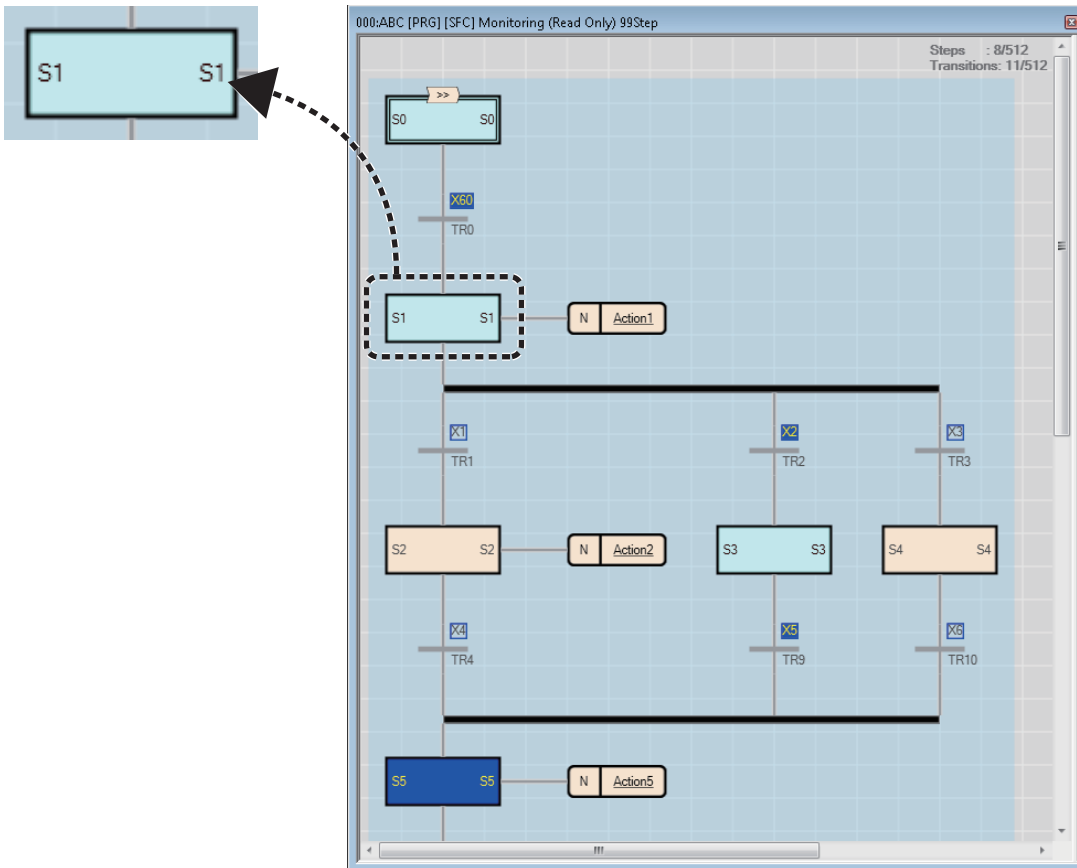 S1 S1
000:ABC [PRG] [SFC] Monitoring (Read Only) 99Step
Steps : 8/512
Transitions: 11/512
>>
S0 S0
X60
TR0
S1 S1 N Action1
X1 X2 X3
TR1 TR2 TR3
S2 S2 N Action2 S3 S3 S4 S4
X4 X5 X6
TR4 TR9 TR10
S5 S5 N Action5